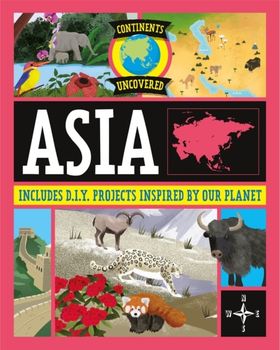 CONTINENTS
UNCOVERED
ASIA
INCLUDES D.I.Y. PROJECTS INSPIRED BY OUR PLANET
N
W E
S